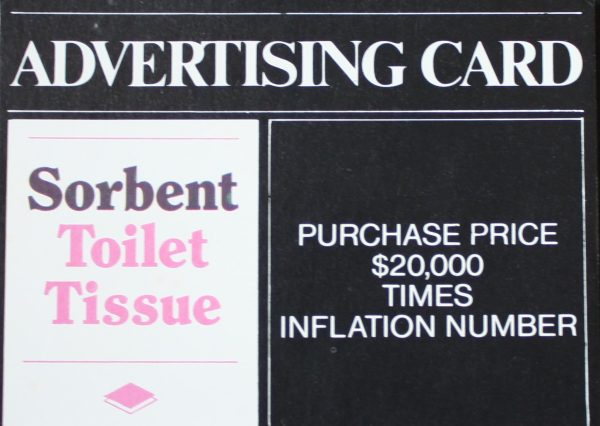 ADVERTISING CARD
Sorbent
Toilet
Tissue
PURCHASE PRICE
$20,000
TIMES
INFLATION NUMBER